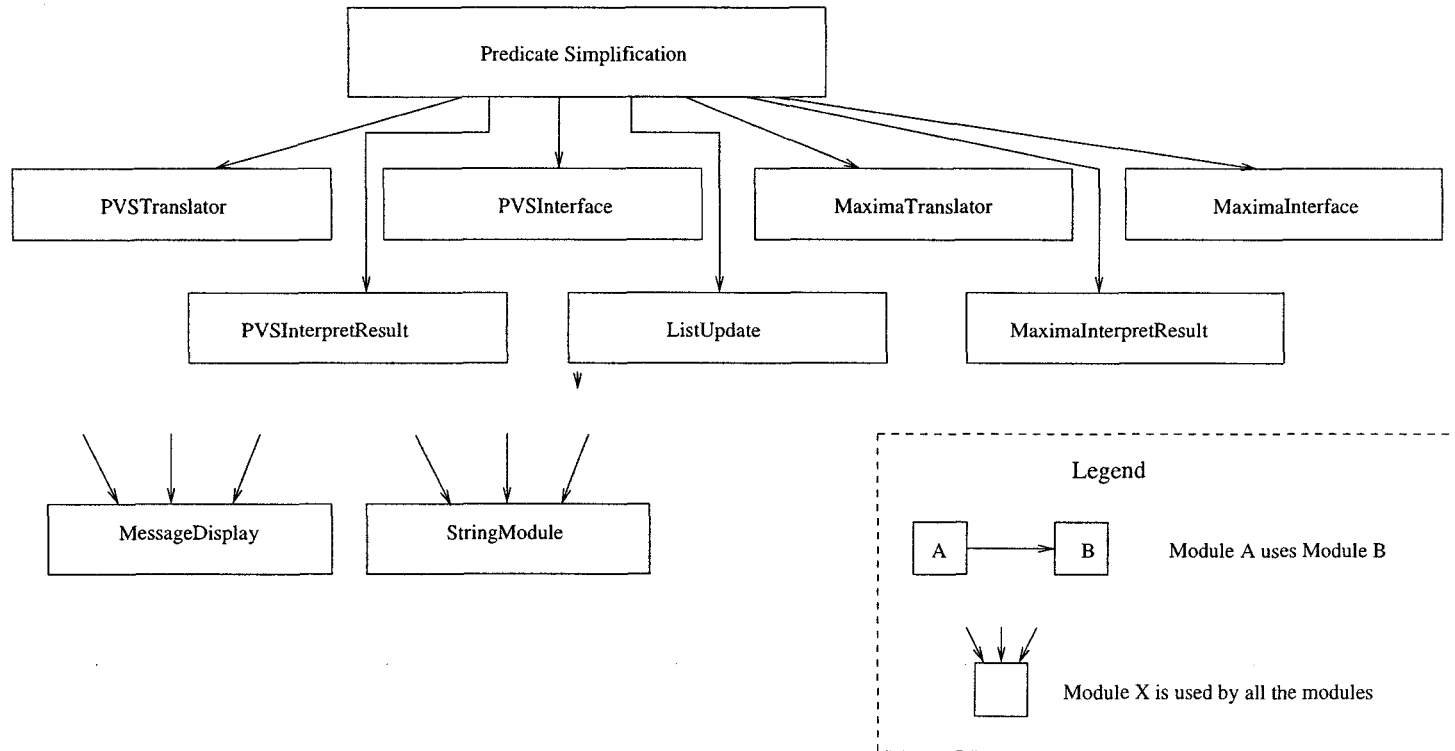 Predicate Simplification
PVSTranslator
PVSInterface
MaximaTranslator
MaximaInterface
PVSInterpretResult
ListUpdate
MaximaInterpretResult
MessageDisplay
StringModule
Legend
A
B
Module A uses Module B
Module X is used by all the modules